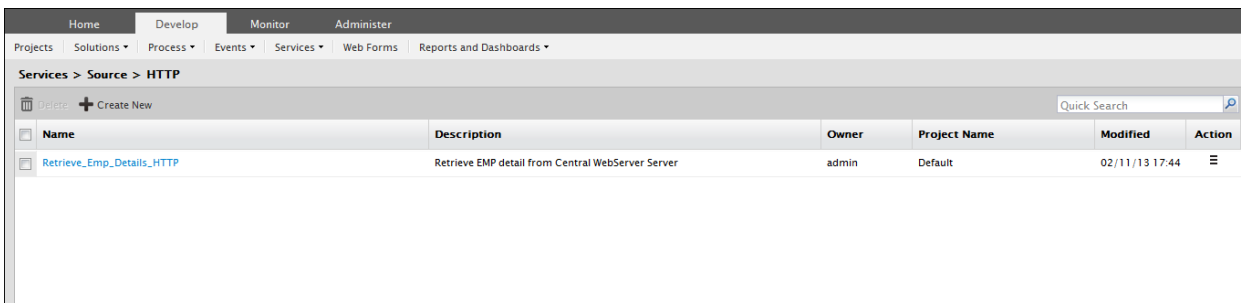 Home Develop Monitor Administer
Projects Solutions Process Events Services Web Forms Reports and Dashboards
Services > Source > HTTP
Delete Create New Quick Search
Name Description Owner Project Name Modified Action
Retrieve_Emp_Details_HTTP Retrieve EMP detail from Central WebServer Server admin Default 02/11/13 17:44